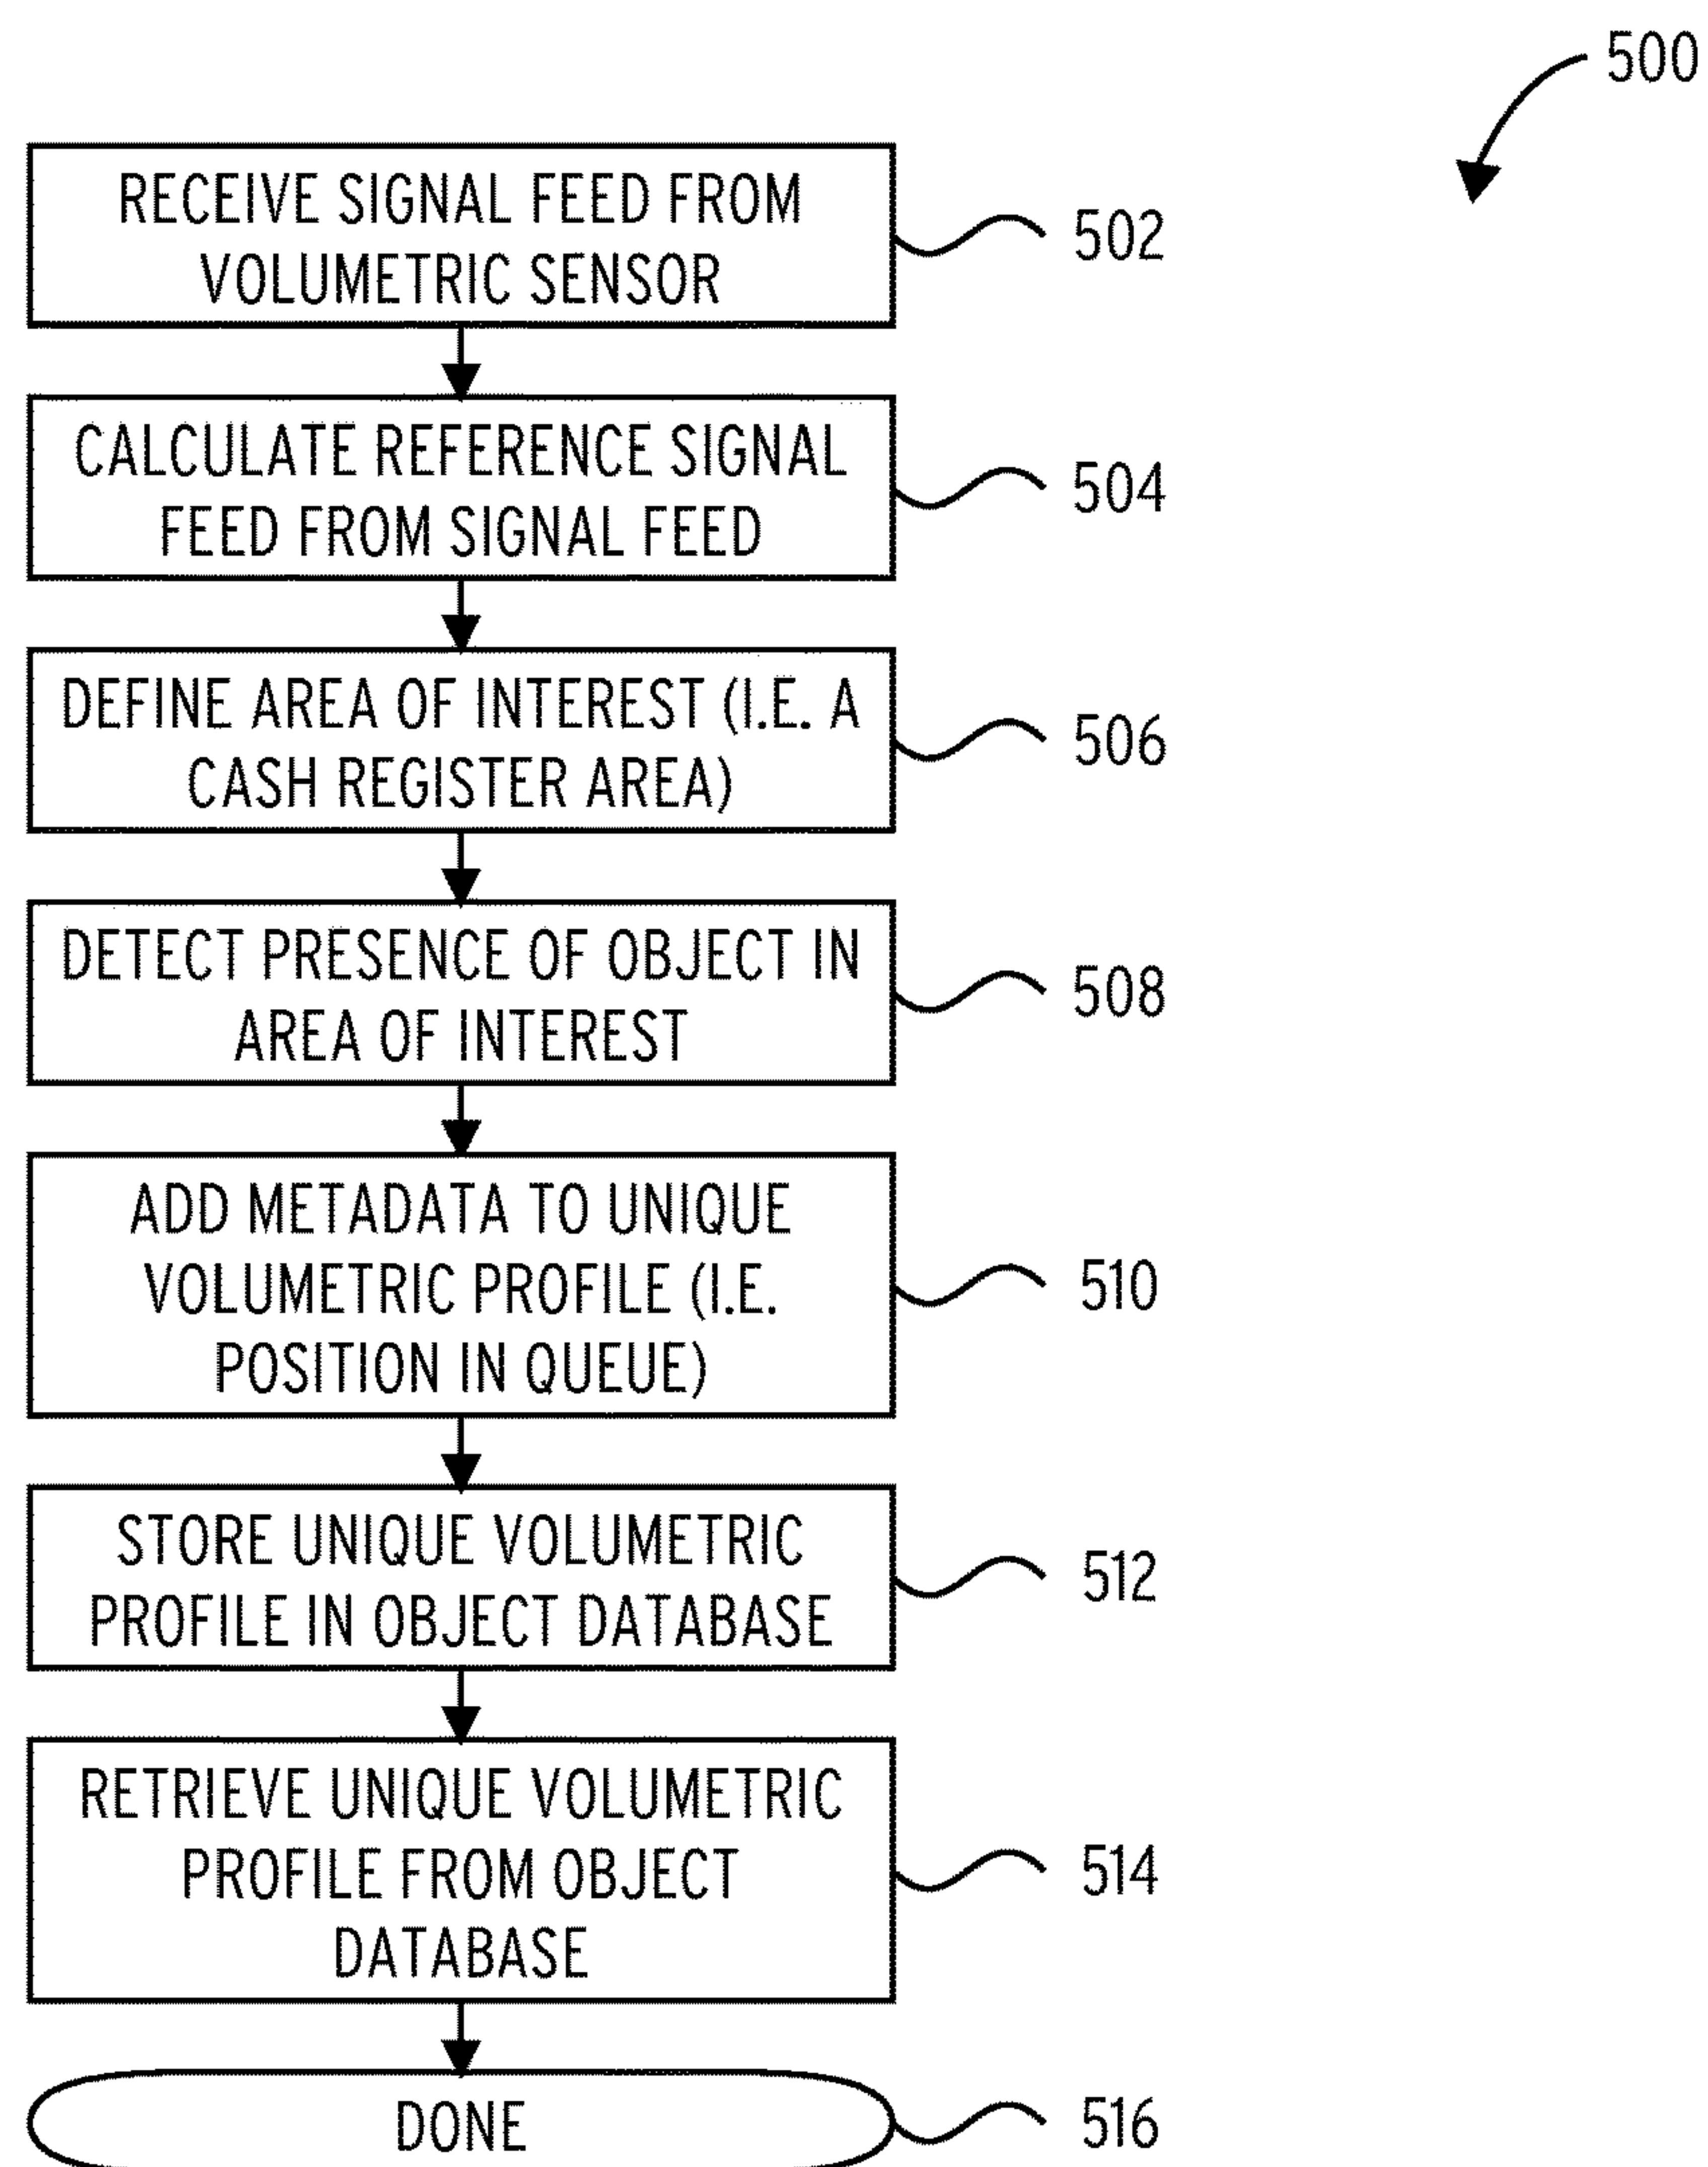 500
RECEIVE SIGNAL FEED FROM
VOLUMETRIC SENSOR
502
CALCULATE REFERENCE SIGNAL
FEED FROM SIGNAL FEED
504
DEFINE AREA OF INTEREST (I.E. A
CASH REGISTER AREA)
506
DETECT PRESENCE OF OBJECT IN
AREA OF INTEREST
508
ADD METADATA TO UNIQUE
VOLUMETRIC PROFILE (I.E.
POSITION IN QUEUE)
510
STORE UNIQUE VOLUMETRIC
PROFILE IN OBJECT DATABASE
512
RETRIEVE UNIQUE VOLUMETRIC
PROFILE FROM OBJECT
DATABASE
514
DONE
516